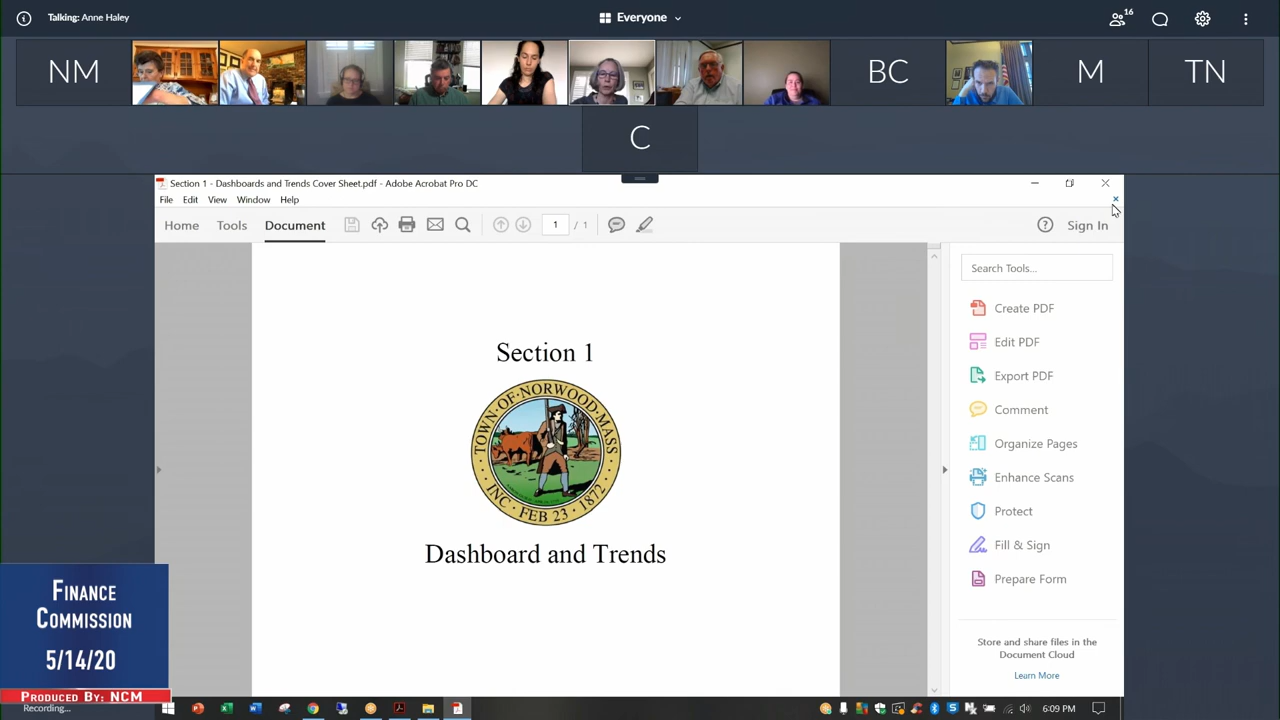 Talking: Anne Haley
Everyone
16
NM
BC
M
TN
C
Section 1 - Dashboards and Trends Cover Sheet.pdf - Adobe Acrobat Pro DC
File Edit View Window Help
Home Tools Document 1 / 1 Sign In
Search Tools...
Create PDF
Edit PDF
Export PDF
Comment
Organize Pages
Enhance Scans
Protect
Fill & Sign
Prepare Form
Store and share files in the
Document Cloud
Learn More
Section 1
TOWN·OF·NORWOOD·MASS
INC· FEB 23 ·1872
Dashboard and Trends
FINANCE
COMMISSION
5/14/20
PRODUCED BY: NCM
Recording...
6:09 PM